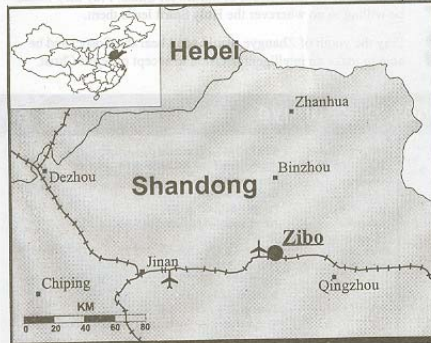 Hebei
Zhanhua
Dezhou
Shandong
Binzhou
Zibo
Jinan
Chiping
Qingzhou
KM
0 20 40 60 80